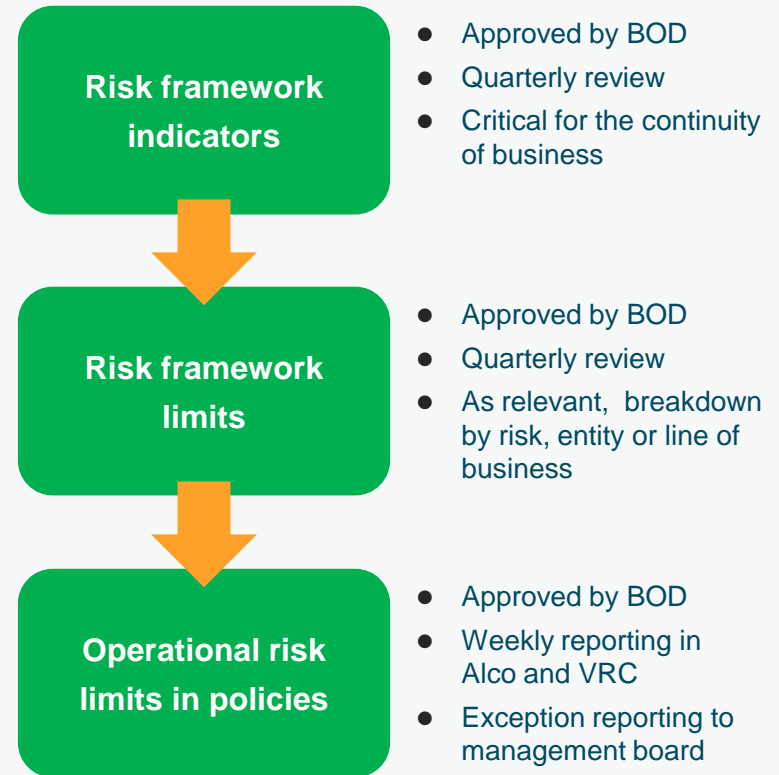 Risk framework
indicators
● Approved by BOD
● Quarterly review
● Critical for the continuity
of business
Risk framework
limits
● Approved by BOD
● Quarterly review
● As relevant, breakdown
by risk, entity or line of
business
Operational risk
limits in policies
● Approved by BOD
● Weekly reporting in
Alco and VRC
● Exception reporting to
management board